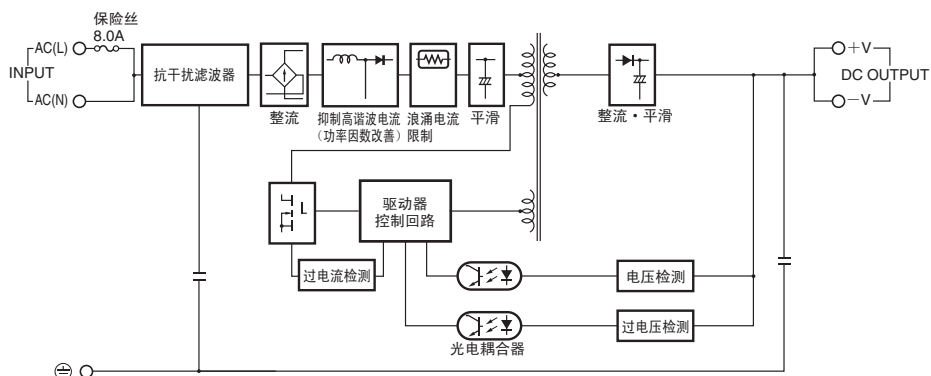 保险丝
8.0A
AC(L)
INPUT
AC(N)
抗干扰滤波器
整流
抑制高谐波电流
（功率因数改善）
浪涌电流
限制
平滑
整流・平滑
+V
DC OUTPUT
-V
驱动器
控制回路
过电流检测
电压检测
过电压检测
光电耦合器